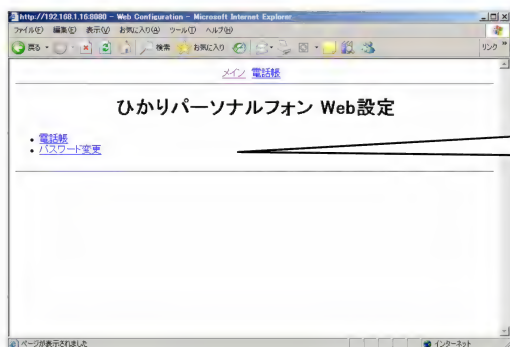 http://192.168.1.16:8080 - Web Configuration - Microsoft Internet Explorer
ファイル(F) 編集(E) 表示(V) お気に入り(A) ツール(T) ヘルプ(H)
戻る 検索 お気に入り リンク »
メイン 電話帳
ひかりパーソナルフォン Web設定
• 電話帳
• パスワード変更
ページが表示されました インターネット